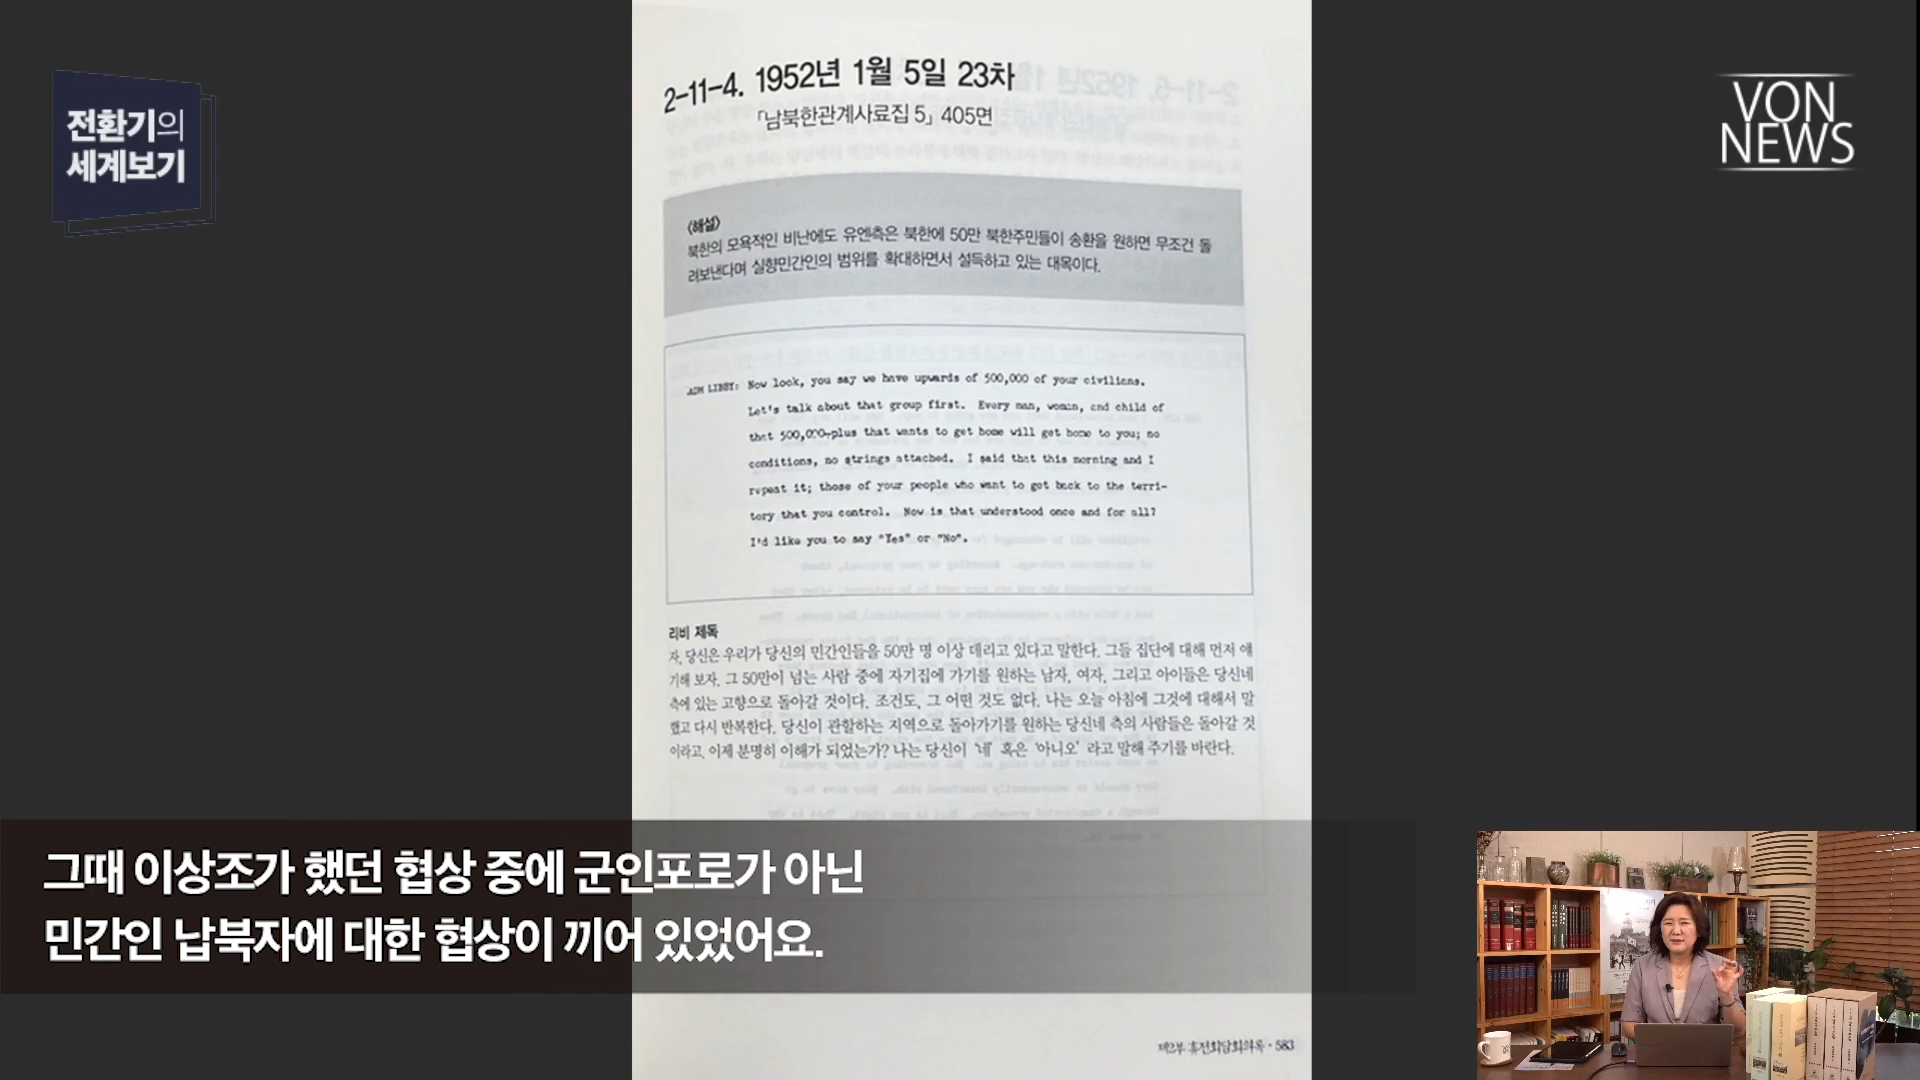 전환기의
세계보기
VON
NEWS
2-11-4. 1952년 1월 5일 23차
「남북한관계사료집 5」 405면
〈해설〉
북한의 모욕적인 비난에도 유엔측은 북한에 50만 북한주민들이 송환을 원하면 무조건 돌
려보낸다며 실향민간인의 범위를 확대하면서 설득하고 있는 대목이다.
ADM LIBBY: Now look, you say we have upwards of 500,000 of your civilians.
Let's talk about that group first. Every man, woman, and child of
that 500,000-plus that wants to get home will get home to you; no
conditions, no strings attached. I said that this morning and I
repeat it; those of your people who want to get back to the terri-
tory that you control. Now is that understood once and for all?
I'd like you to say "Yes" or "No".
리비 제독
자, 당신은 우리가 당신의 민간인들을 50만 명 이상 데리고 있다고 말한다. 그들 집단에 대해 먼저 얘
기해 보자. 그 50만이 넘는 사람 중에 자기집에 가기를 원하는 남자, 여자, 그리고 아이들은 당신네
측에 있는 고향으로 돌아갈 것이다. 조건도, 그 어떤 것도 없다. 나는 오늘 아침에 그것에 대해서 말
했고 다시 반복한다. 당신이 관할하는 지역으로 돌아가기를 원하는 당신네 측의 사람들은 돌아갈 것
이라고. 이제 분명히 이해가 되었는가? 나는 당신이 '네' 혹은 '아니오' 라고 말해 주기를 바란다.
그때 이상조가 했던 협상 중에 군인포로가 아닌
민간인 납북자에 대한 협상이 끼어 있었어요.
제2부 휴전회담회의록 · 583